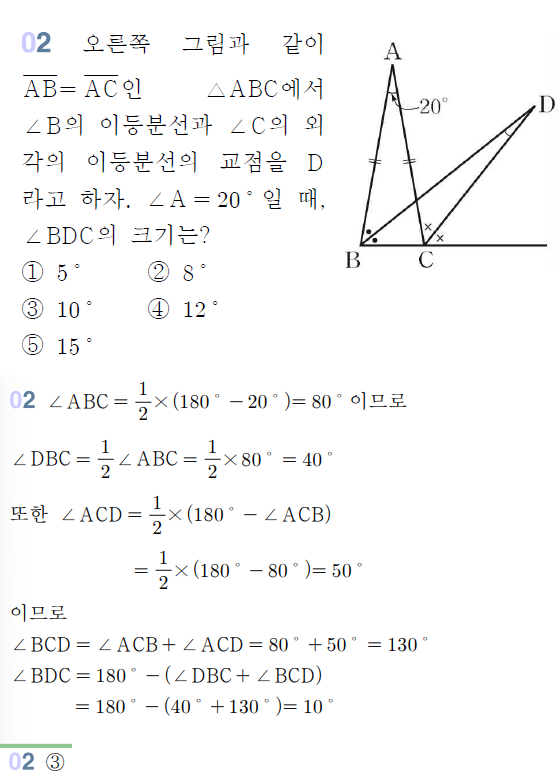 02 오른쪽 그림과 같이
AB= AC인 △ABC에서
∠B의 이등분선과 ∠C의 외
각의 이등분선의 교점을 D
라고 하자. ∠A=20°일 때,
∠BDC의 크기는?
① 5° ② 8°
③ 10° ④ 12°
⑤ 15°
A
20°
D
B
C
02 ∠ABC=1/2×(180°-20°)=80°이므로
∠DBC=1/2∠ABC=1/2×80°=40°
또한 ∠ACD=1/2×(180°-∠ACB)
=1/2×(180°-80°)=50°
이므로
∠BCD=∠ACB+∠ACD=80°+50°=130°
∠BDC=180°-(∠DBC+∠BCD)
=180°-(40°+130°)=10°
02 ③